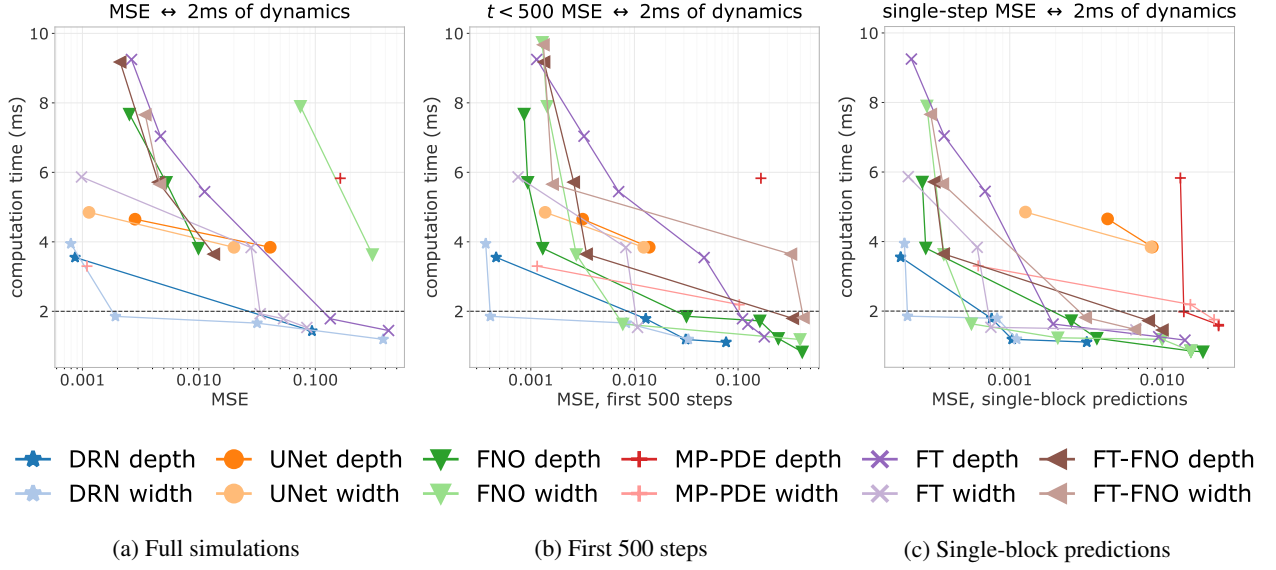 MSE ↔ 2ms of dynamics
computation time (ms)
10
8
6
4
2
0.001 0.010 0.100
MSE
t < 500 MSE ↔ 2ms of dynamics
computation time (ms)
10
8
6
4
2
0.001 0.010 0.100
MSE, first 500 steps
single-step MSE ↔ 2ms of dynamics
computation time (ms)
10
8
6
4
2
0.001 0.010
MSE, single-block predictions
DRN depth UNet depth FNO depth MP-PDE depth FT depth FT-FNO depth
DRN width UNet width FNO width MP-PDE width FT width FT-FNO width
(a) Full simulations
(b) First 500 steps
(c) Single-block predictions